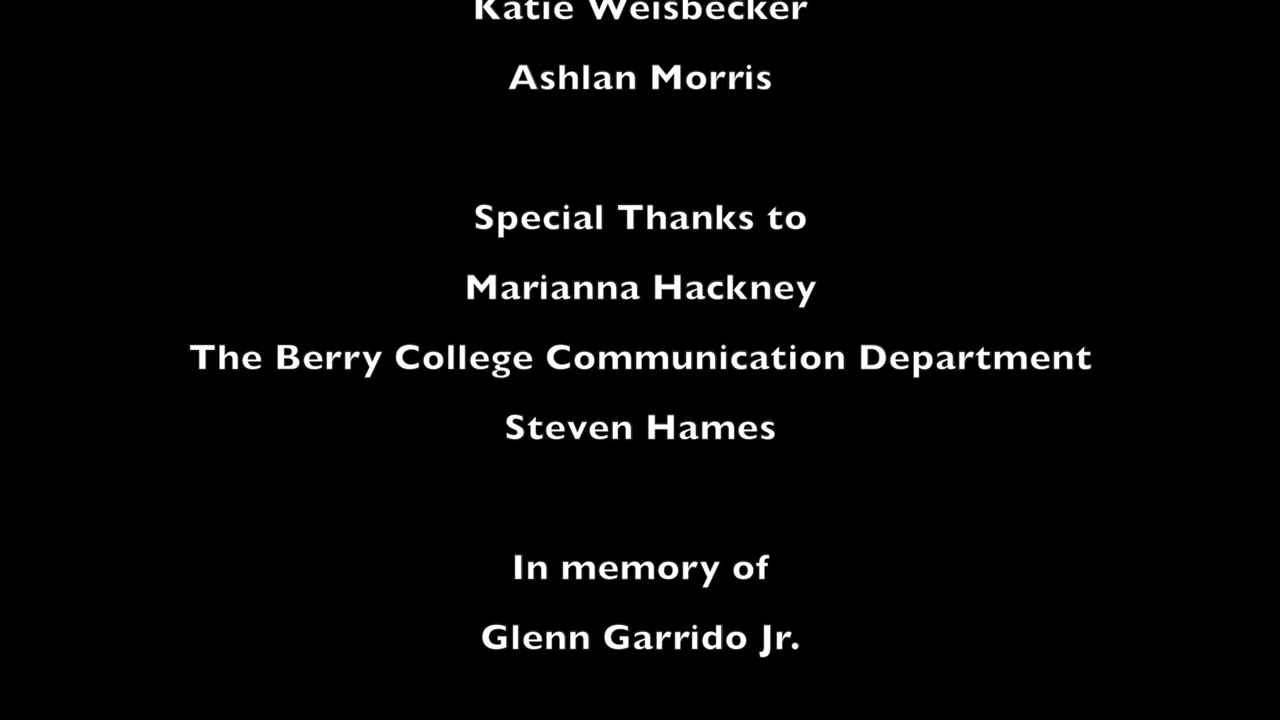 Katie Weisbecker
Ashlan Morris
Special Thanks to
Marianna Hackney
The Berry College Communication Department
Steven Hames
In memory of
Glenn Garrido Jr.